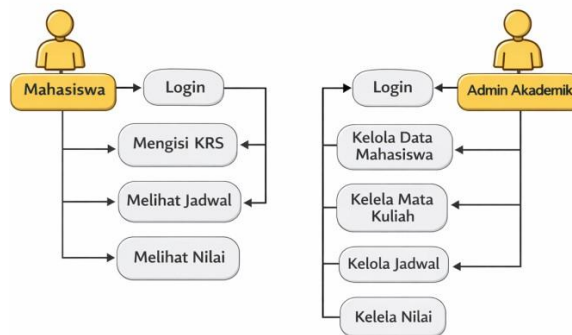 Mahasiswa
Login
Mengisi KRS
Melihat Jadwal
Melihat Nilai
Login
Admin Akademik
Kelola Data
Mahasiswa
Kelela Mata
Kuliah
Kelola Jadwal
Kelela Nilai